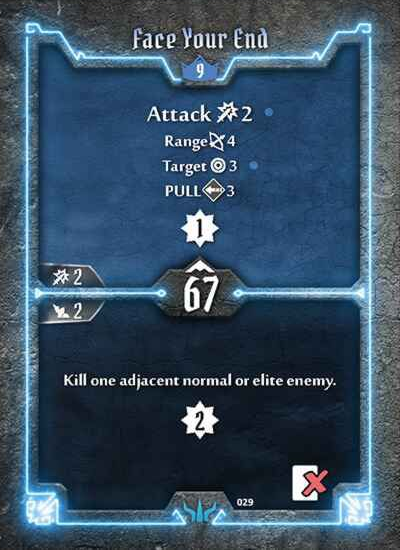 Face Your End
9
Attack 2
Range 4
Target 3
PULL 3
1
2
67
2
Kill one adjacent normal or elite enemy.
2
029